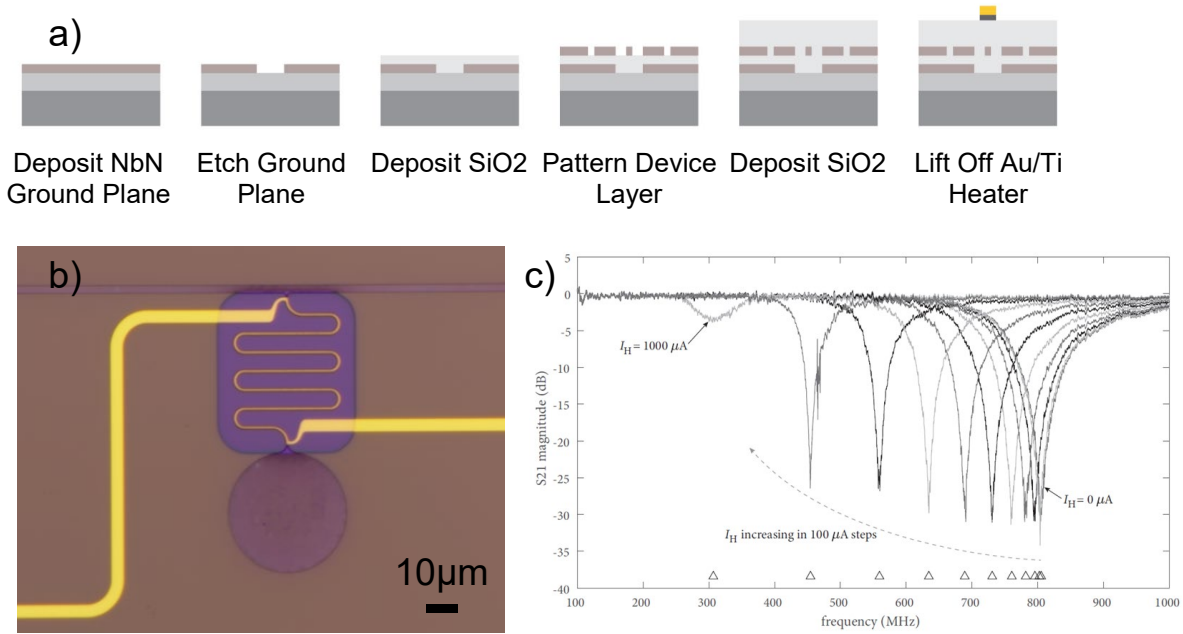 a)
Deposit NbN
Ground Plane
Etch Ground
Plane
Deposit SiO2
Pattern Device
Layer
Deposit SiO2
Lift Off Au/Ti
Heater
b)
10µm
c)
5
0
-5
-10
-15
-20
-25
-30
-35
-40
S21 magnitude (dB)
I_H = 1000 µA
I_H = 0 µA
I_H increasing in 100 µA steps
100 200 300 400 500 600 700 800 900 1000
frequency (MHz)